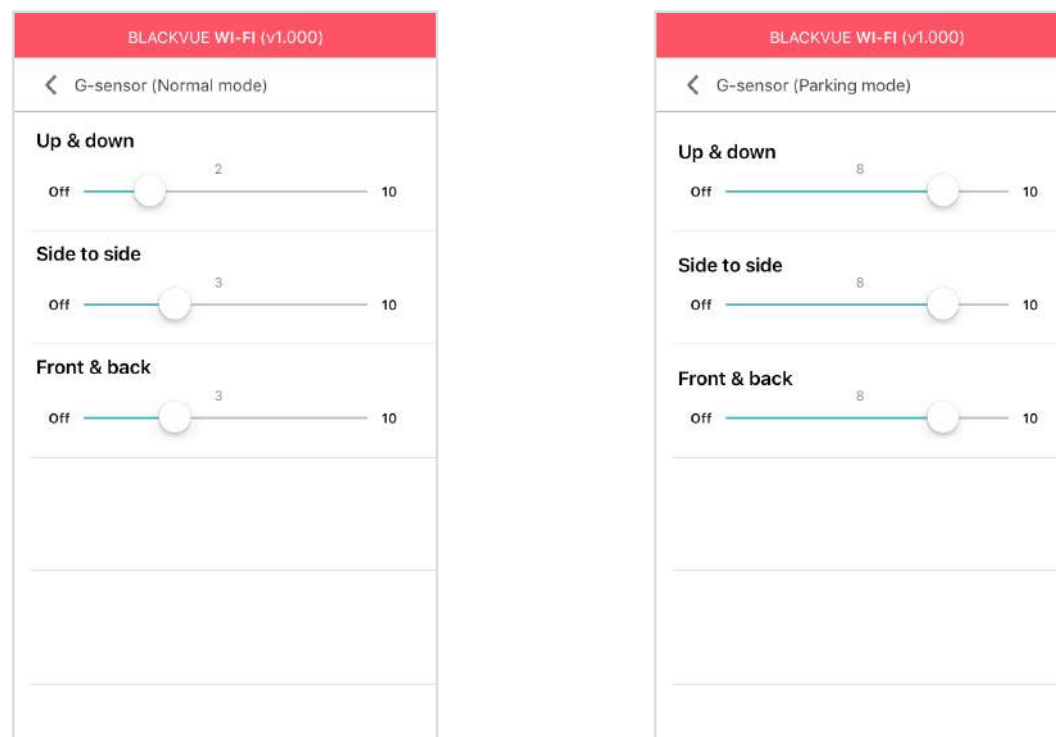 BLACKVUE WI-FI (v1.000)
G-sensor (Normal mode)
Up & down
2
Off 10
Side to side
3
Off 10
Front & back
3
Off 10
BLACKVUE WI-FI (v1.000)
G-sensor (Parking mode)
Up & down
8
Off 10
Side to side
8
Off 10
Front & back
8
Off 10